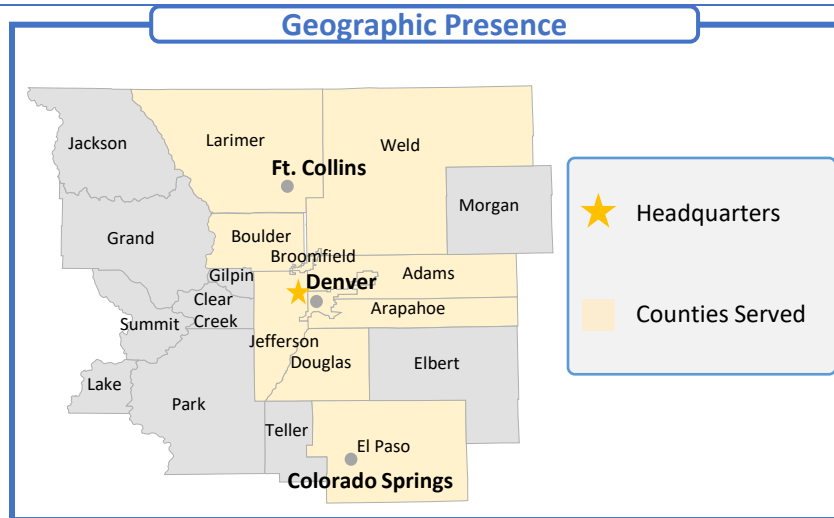 Geographic Presence
Jackson
Larimer
Weld
Ft. Collins
Morgan
Grand
Boulder
Broomfield
Gilpin
Denver
Adams
Clear
Creek
Arapahoe
Summit
Jefferson
Douglas
Elbert
Lake
Park
Teller
El Paso
Colorado Springs
Headquarters
Counties Served